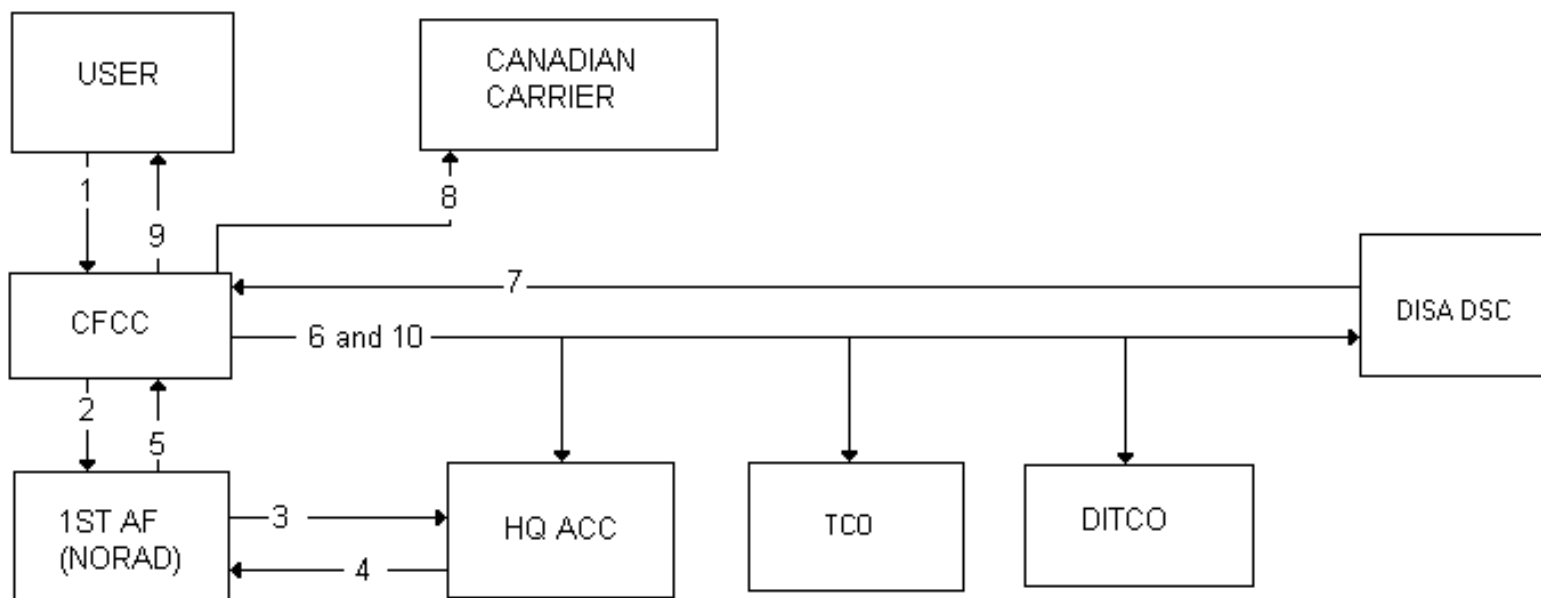 USER
CANADIAN
CARRIER
1
9
8
7
CFCC
DISA DSC
6 and 10
2
5
1ST AF
(NORAD)
3
4
HQ ACC
TCO
DITCO